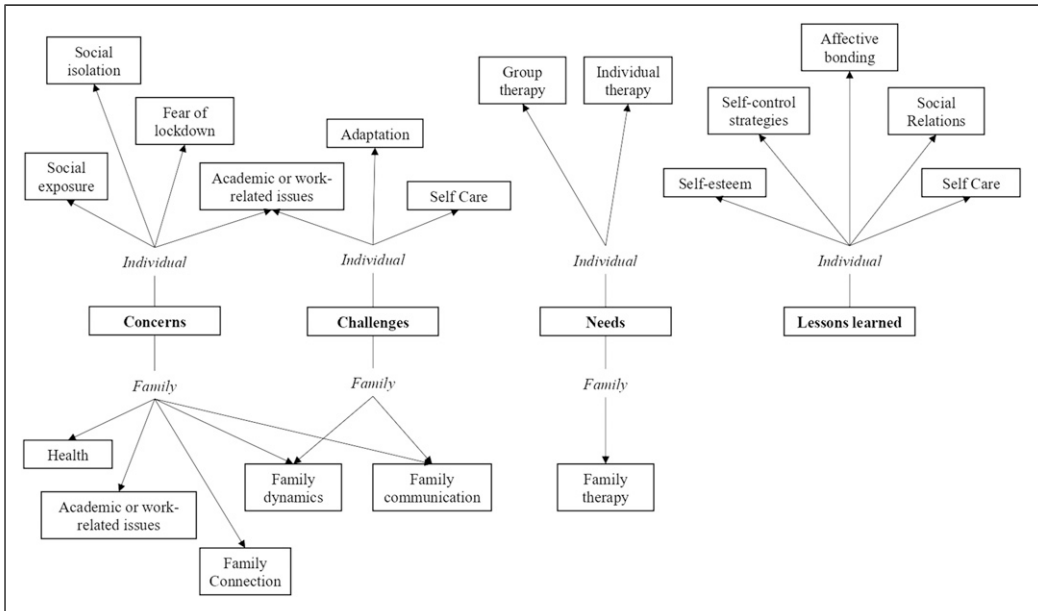 Social
isolation
Fear of
lockdown
Social
exposure
Academic or work-
related issues
Adaptation
Self Care
Group
therapy
Individual
therapy
Affective
bonding
Self-control
strategies
Social
Relations
Self-esteem
Self Care
Individual
Individual
Individual
Individual
Concerns
Challenges
Needs
Lessons learned
Family
Family
Family
Health
Academic or work-
related issues
Family
Connection
Family
dynamics
Family
communication
Family
therapy